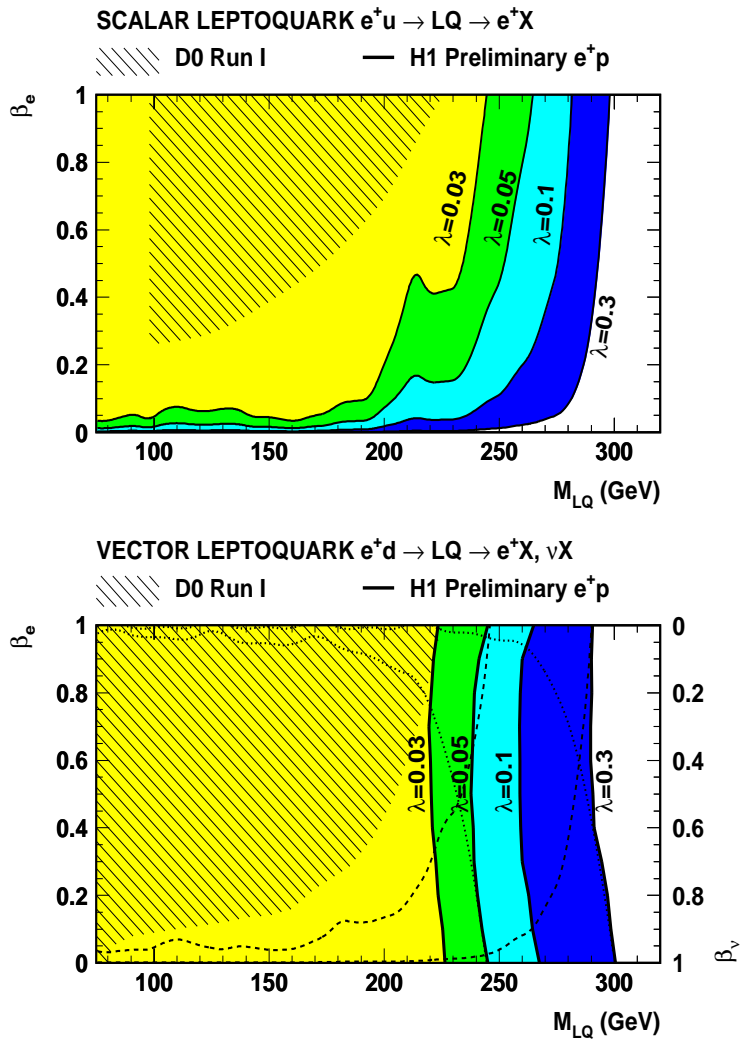 SCALAR LEPTOQUARK e⁺u → LQ → e⁺X
D0 Run I H1 Preliminary e⁺p
βₑ
1
0.8
0.6
0.4
0.2
0
λ=0.03
λ=0.05
λ=0.1
λ=0.3
100 150 200 250 300
M_LQ (GeV)
VECTOR LEPTOQUARK e⁺d → LQ → e⁺X, νX
D0 Run I H1 Preliminary e⁺p
βₑ
1 0
0.8 0.2
0.6 0.4
0.4 0.6
0.2 0.8
0 1
λ=0.03
λ=0.05
λ=0.1
λ=0.3
β_ν
100 150 200 250 300
M_LQ (GeV)